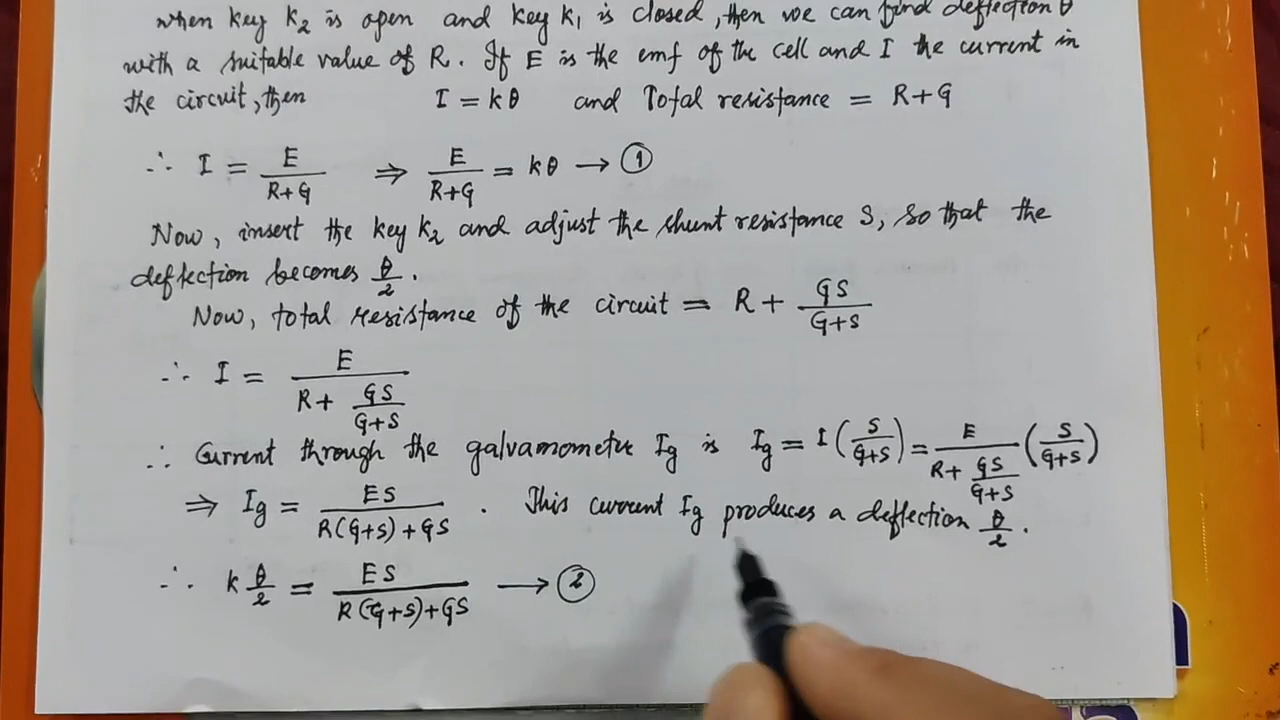 when key K₂ is open and key K₁ is closed, then we can find deflection θ
with a suitable value of R. If E is the emf of the cell and I the current in
the circuit, then I = kθ and Total resistance = R+G
∴ I = E/(R+G) ⇒ E/(R+G) = kθ → ①
Now, insert the key K₂ and adjust the shunt resistance S, so that the
deflection becomes θ/2.
Now, total resistance of the circuit = R + GS/(G+S)
∴ I = E/(R + GS/(G+S))
∴ Current through the galvamometer Ig is Ig = I(S/(G+S)) = E/(R + GS/(G+S)) (S/(G+S))
⇒ Ig = ES/(R(G+S)+GS) . This current Ig produces a deflection θ/2.
∴ k θ/2 = ES/(R(G+S)+GS) → ②